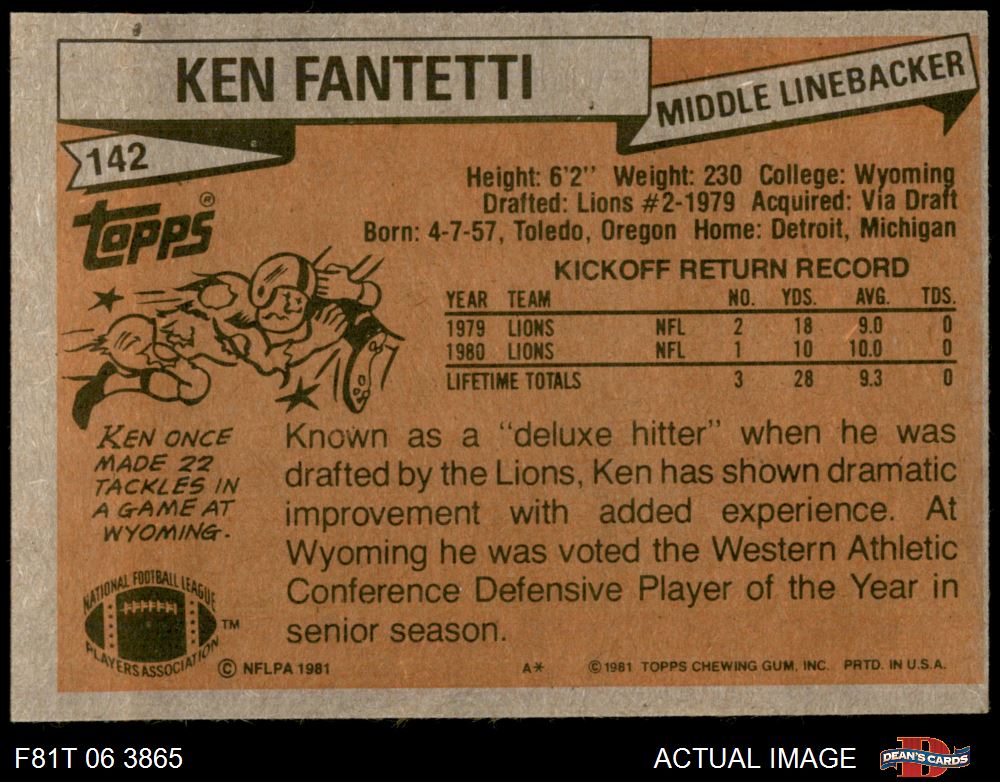 KEN FANTETTI
MIDDLE LINEBACKER
142
Topps®
Height: 6'2" Weight: 230 College: Wyoming
Drafted: Lions #2-1979 Acquired: Via Draft
Born: 4-7-57, Toledo, Oregon Home: Detroit, Michigan
KICKOFF RETURN RECORD
YEAR TEAM NO. YDS. AVG. TDS.
1979 LIONS NFL 2 18 9.0 0
1980 LIONS NFL 1 10 10.0 0
LIFETIME TOTALS 3 28 9.3 0
KEN ONCE
MADE 22
TACKLES IN
A GAME AT
WYOMING.
Known as a "deluxe hitter" when he was
drafted by the Lions, Ken has shown dramatic
improvement with added experience. At
Wyoming he was voted the Western Athletic
Conference Defensive Player of the Year in
senior season.
NATIONAL FOOTBALL LEAGUE
PLAYERS ASSOCIATION
TM
© NFLPA 1981
A*
© 1981 TOPPS CHEWING GUM, INC. PRTD. IN U.S.A.
F81T 06 3865
ACTUAL IMAGE
D
DEAN'S CARDS